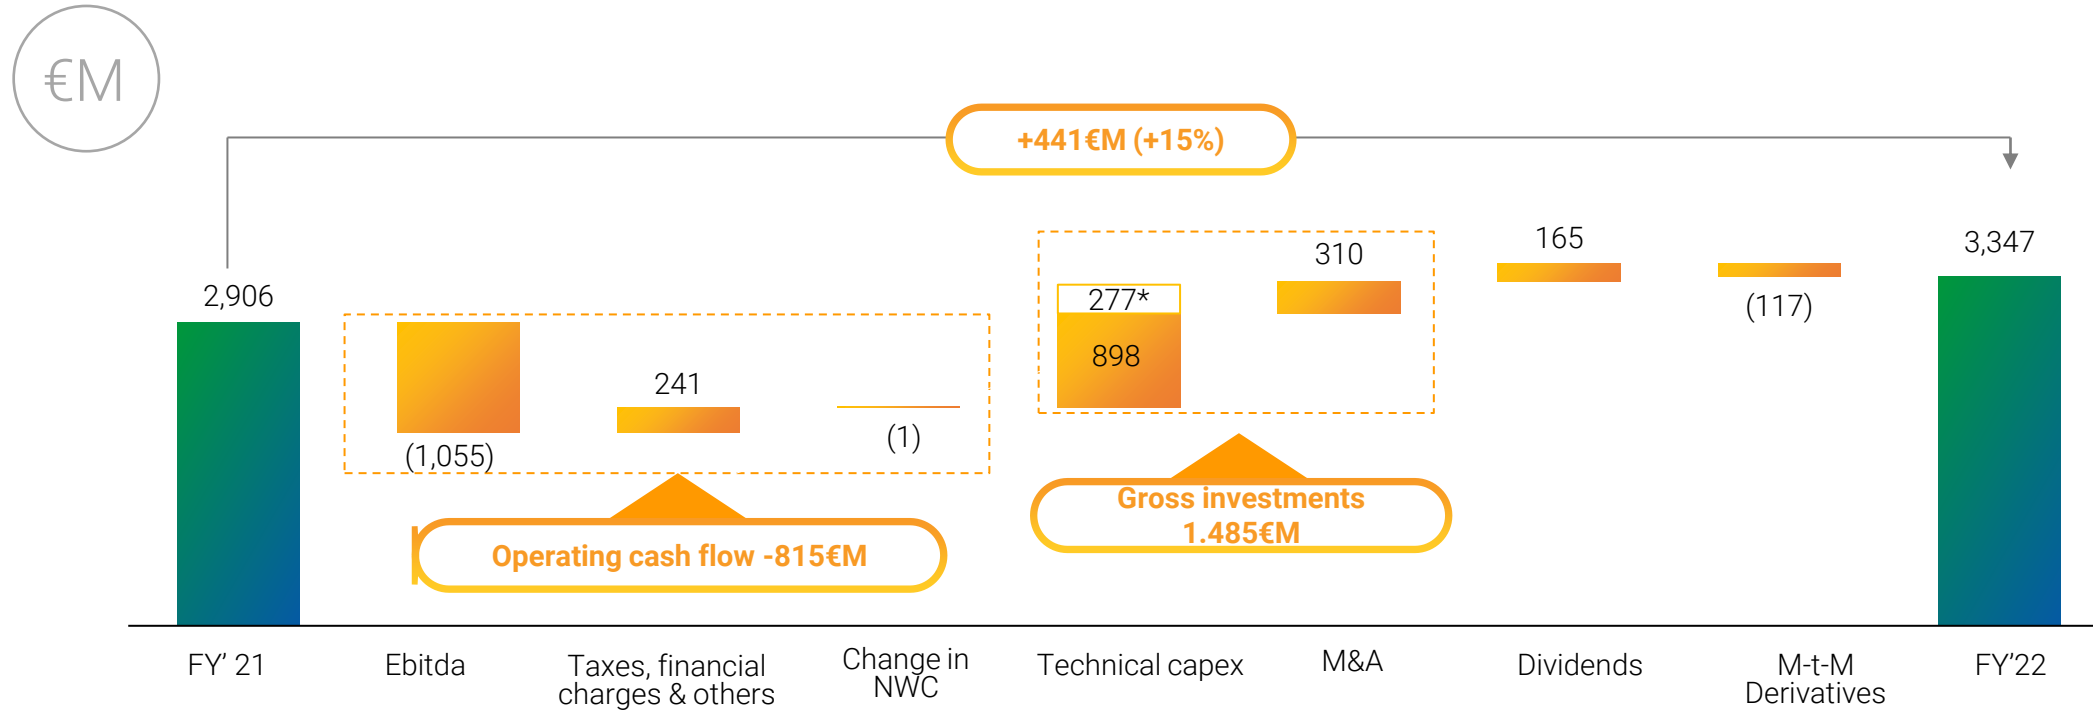 €M
+441€M (+15%)
2,906
(1,055)
241
(1)
277*
898
310
165
(117)
3,347
Operating cash flow -815€M
Gross investments
1.485€M
FY’ 21
Ebitda
Taxes, financial
charges & others
Change in
NWC
Technical capex
M&A
Dividends
M-t-M
Derivatives
FY’22